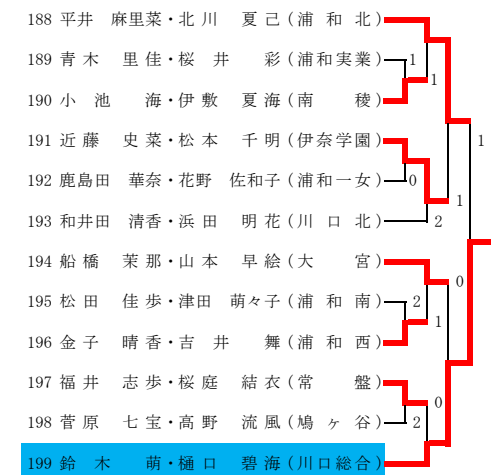 188 平井 麻里菜・北川 夏己(浦和北)
189 青木 里佳・桜井 彩(浦和実業) 1
1
190 小池 海・伊敷 夏海(南稜)
191 近藤 史菜・松本 千明(伊奈学園) 1
192 鹿島田 華奈・花野 佐和子(浦和一女) 0
1
193 和井田 清香・浜田 明花(川口北) 2
194 船橋 茉那・山本 早絵(大宮)
0
195 松田 佳歩・津田 萌々子(浦和南) 2
1
196 金子 晴香・吉井 舞(浦和西)
197 福井 志歩・桜庭 結衣(常盤)
0
198 菅原 七宝・高野 流風(鳩ヶ谷) 2
199 鈴木 萌・樋口 碧海(川口総合)